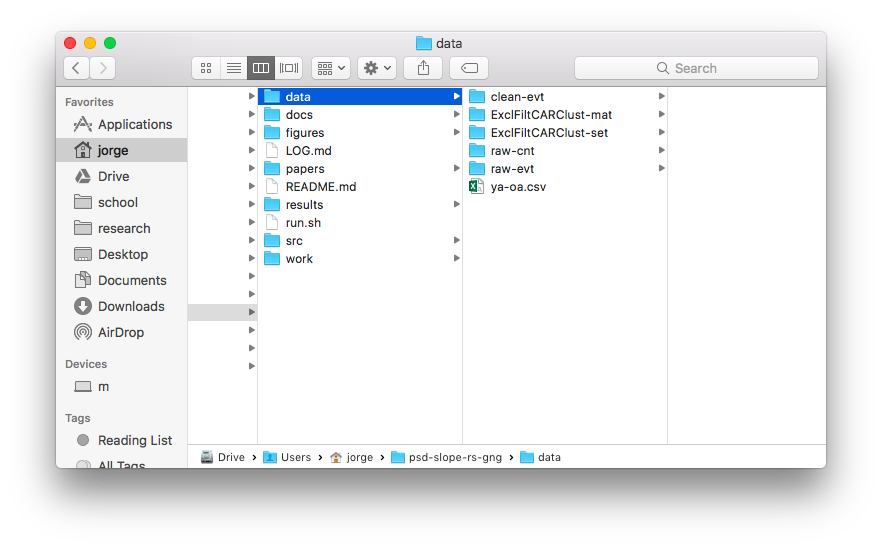 data
Search
Favorites
Applications
jorge
Drive
school
research
Desktop
Documents
Downloads
AirDrop
Devices
m
Tags
Reading List
All Tags
data
docs
figures
LOG.md
papers
README.md
results
run.sh
src
work
clean-evt
ExclFiltCARClust-mat
ExclFiltCARClust-set
raw-cnt
raw-evt
ya-oa.csv
Drive › Users › jorge › psd-slope-rs-gng › data